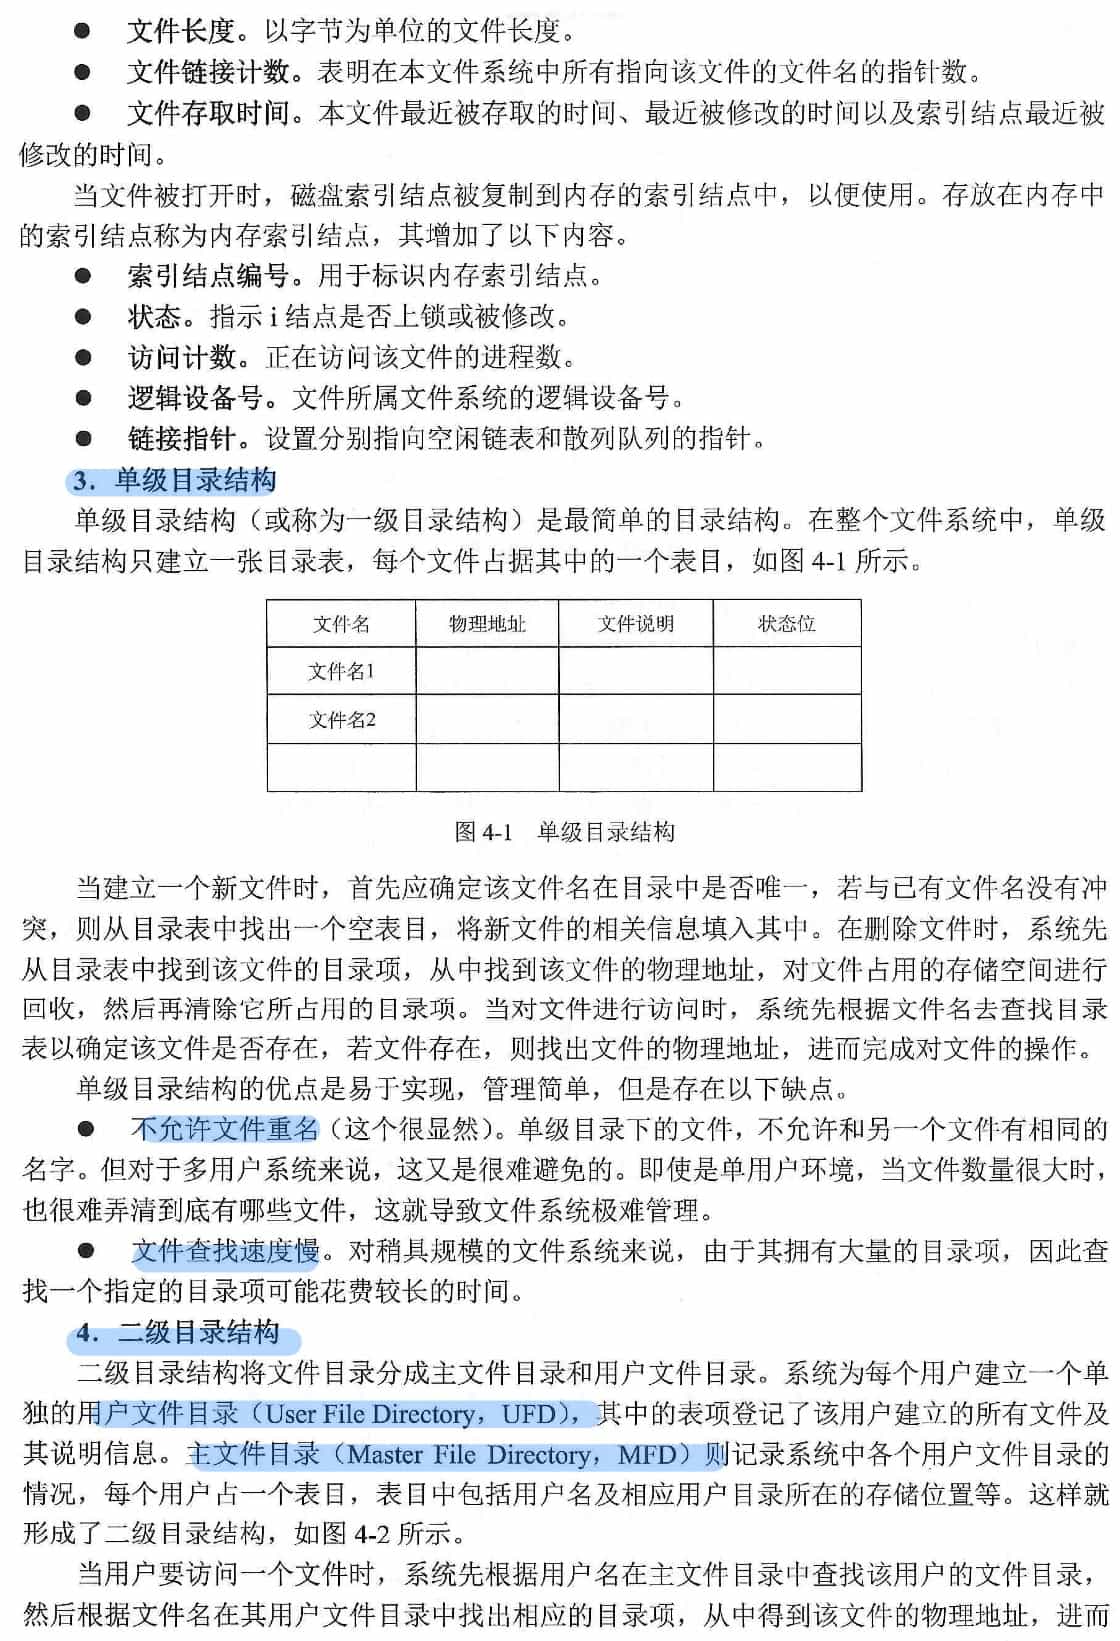 ● 文件长度。以字节为单位的文件长度。
● 文件链接计数。表明在本文件系统中所有指向该文件的文件名的指针数。
● 文件存取时间。本文件最近被存取的时间、最近被修改的时间以及索引结点最近被
修改的时间。
当文件被打开时，磁盘索引结点被复制到内存的索引结点中，以便使用。存放在内存中
的索引结点称为内存索引结点，其增加了以下内容。
● 索引结点编号。用于标识内存索引结点。
● 状态。指示 i 结点是否上锁或被修改。
● 访问计数。正在访问该文件的进程数。
● 逻辑设备号。文件所属文件系统的逻辑设备号。
● 链接指针。设置分别指向空闲链表和散列队列的指针。
3．单级目录结构
单级目录结构（或称为一级目录结构）是最简单的目录结构。在整个文件系统中，单级
目录结构只建立一张目录表，每个文件占据其中的一个表目，如图 4-1 所示。
文件名 物理地址 文件说明 状态位
文件名1
文件名2
图 4-1 单级目录结构
当建立一个新文件时，首先应确定该文件名在目录中是否唯一，若与已有文件名没有冲
突，则从目录表中找出一个空表目，将新文件的相关信息填入其中。在删除文件时，系统先
从目录表中找到该文件的目录项，从中找到该文件的物理地址，对文件占用的存储空间进行
回收，然后再清除它所占用的目录项。当对文件进行访问时，系统先根据文件名去查找目录
表以确定该文件是否存在，若文件存在，则找出文件的物理地址，进而完成对文件的操作。
单级目录结构的优点是易于实现，管理简单，但是存在以下缺点。
● 不允许文件重名（这个很显然）。单级目录下的文件，不允许和另一个文件有相同的
名字。但对于多用户系统来说，这又是很难避免的。即使是单用户环境，当文件数量很大时，
也很难弄清到底有哪些文件，这就导致文件系统极难管理。
● 文件查找速度慢。对稍具规模的文件系统来说，由于其拥有大量的目录项，因此查
找一个指定的目录项可能花费较长的时间。
4．二级目录结构
二级目录结构将文件目录分成主文件目录和用户文件目录。系统为每个用户建立一个单
独的用户文件目录（User File Directory，UFD），其中的表项登记了该用户建立的所有文件及
其说明信息。主文件目录（Master File Directory，MFD）则记录系统中各个用户文件目录的
情况，每个用户占一个表目，表目中包括用户名及相应用户目录所在的存储位置等。这样就
形成了二级目录结构，如图 4-2 所示。
当用户要访问一个文件时，系统先根据用户名在主文件目录中查找该用户的文件目录，
然后根据文件名在其用户文件目录中找出相应的目录项，从中得到该文件的物理地址，进而